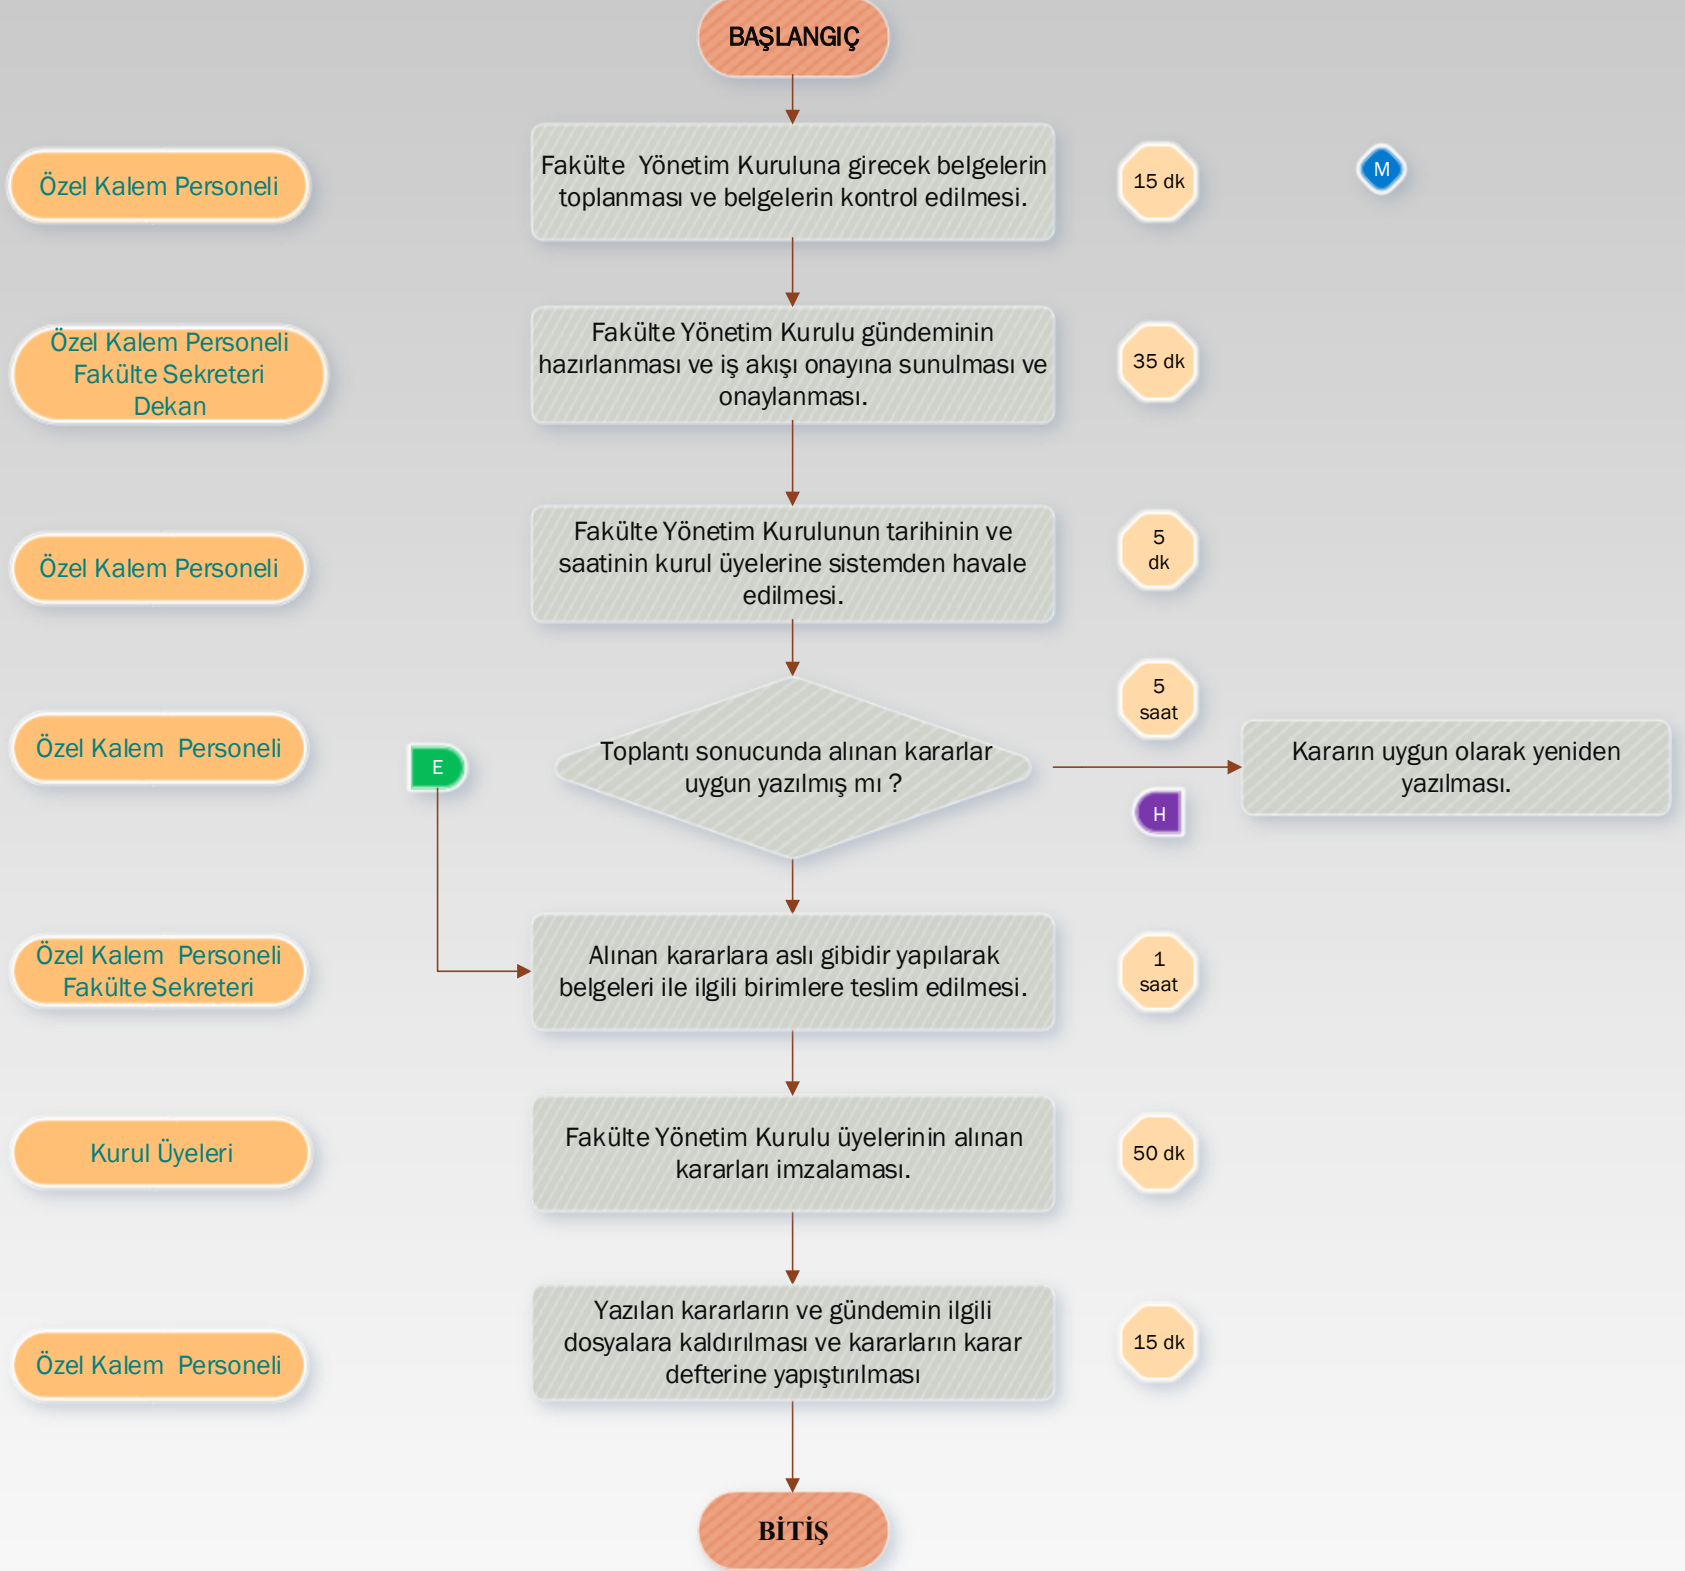 BAŞLANGIÇ
Özel Kalem Personeli
Fakülte Yönetim Kuruluna girecek belgelerin
toplanması ve belgelerin kontrol edilmesi.
15 dk
M
Özel Kalem Personeli
Fakülte Sekreteri
Dekan
Fakülte Yönetim Kurulu gündeminin
hazırlanması ve iş akışı onayına sunulması ve
onaylanması.
35 dk
Özel Kalem Personeli
Fakülte Yönetim Kurulunun tarihinin ve
saatinin kurul üyelerine sistemden havale
edilmesi.
5
dk
Özel Kalem Personeli
E
Toplantı sonucunda alınan kararlar
uygun yazılmış mı ?
5
saat
H
Kararın uygun olarak yeniden
yazılması.
Özel Kalem Personeli
Fakülte Sekreteri
Alınan kararlara aslı gibidir yapılarak
belgeleri ile ilgili birimlere teslim edilmesi.
1
saat
Kurul Üyeleri
Fakülte Yönetim Kurulu üyelerinin alınan
kararları imzalaması.
50 dk
Özel Kalem Personeli
Yazılan kararların ve gündemin ilgili
dosyalara kaldırılması ve kararların karar
defterine yapıştırılması
15 dk
BİTİŞ